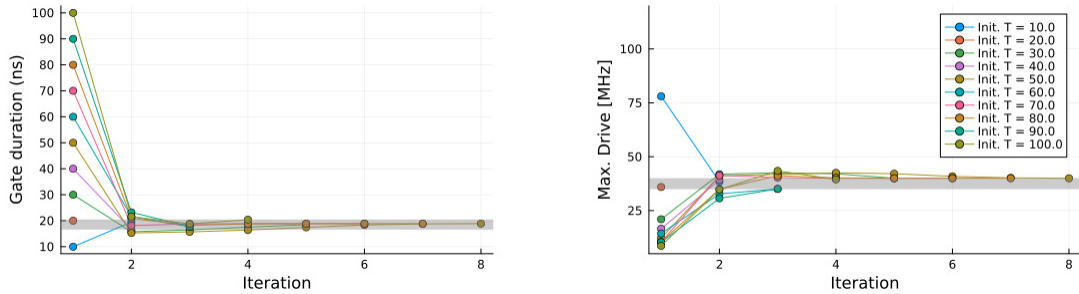 Gate duration (ns)
100
90
80
70
60
50
40
30
20
10
2
4
6
8
Iteration
Max. Drive [MHz]
100
75
50
25
2
4
6
8
Iteration
Init. T = 10.0
Init. T = 20.0
Init. T = 30.0
Init. T = 40.0
Init. T = 50.0
Init. T = 60.0
Init. T = 70.0
Init. T = 80.0
Init. T = 90.0
Init. T = 100.0